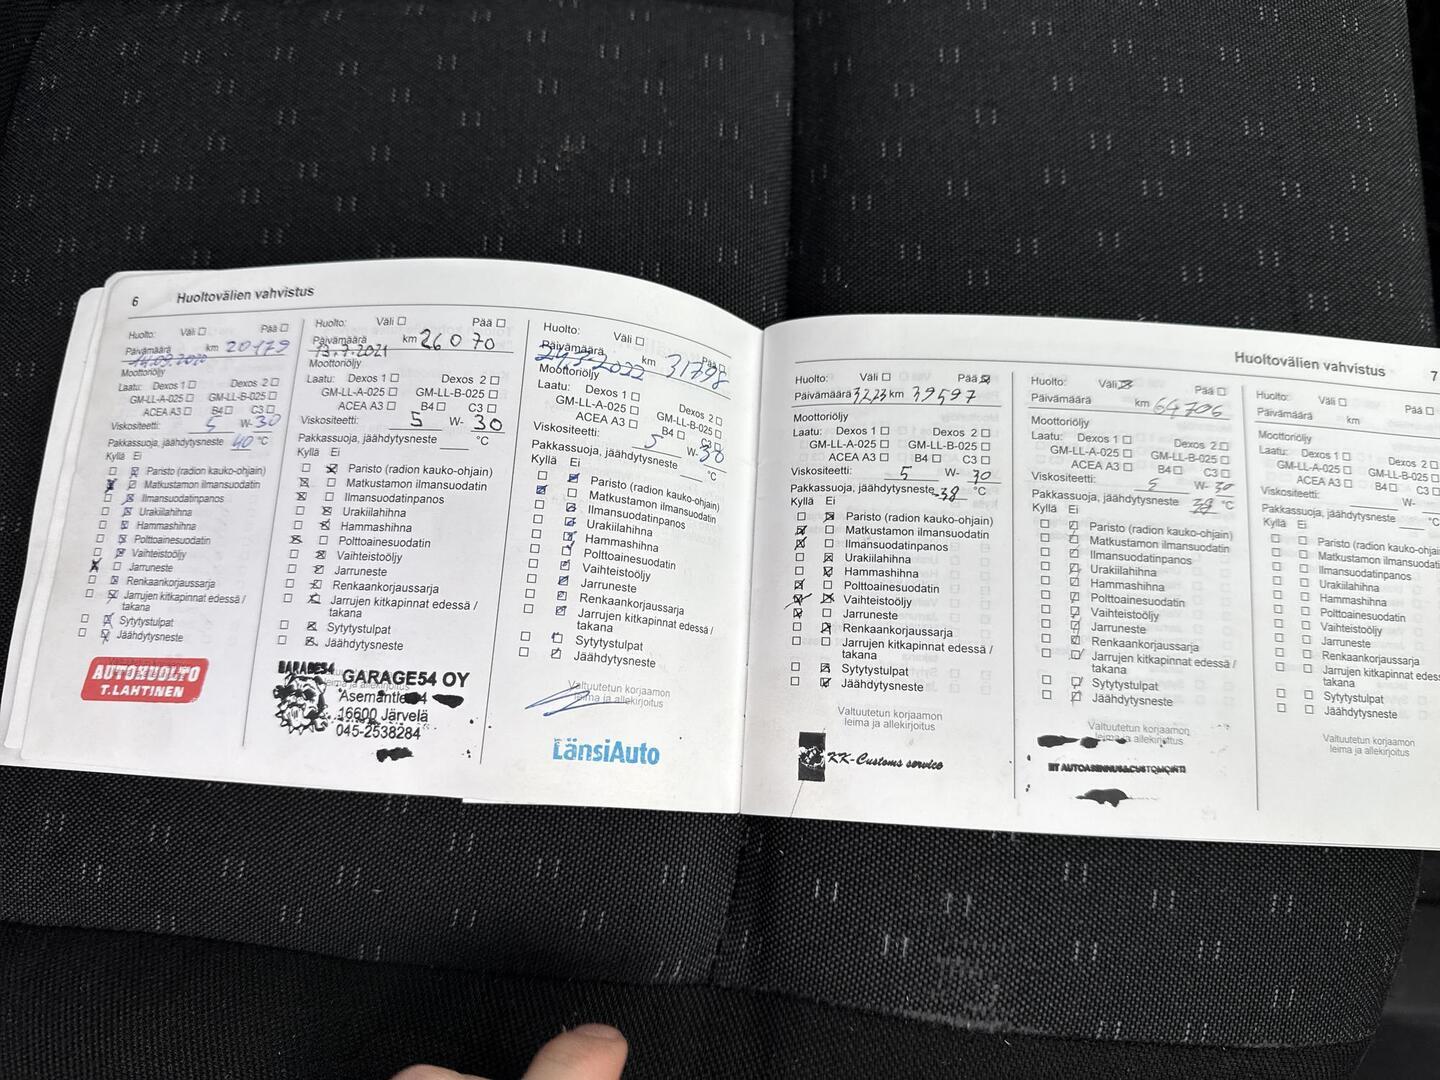 6 Huoltovälien vahvistus
Huolto: Väli Pää
Päivämäärä km 20179
Moottoriöljy
Laatu: Dexos 1 Dexos 2
GM-LL-A-025 GM-LL-B-025
ACEA A3 B4 C3
Viskositeetti: 5 W- 30
Pakkassuoja, jäähdytysneste 40 °C
Kyllä Ei
Paristo (radion kauko-ohjain)
Matkustamon ilmansuodatin
Ilmansuodatinpanos
Urakiilahihna
Hammashihna
Polttoainesuodatin
Vaihteistoöljy
Jarruneste
Renkaankorjaussarja
Jarrujen kitkapinnat edessä /
takana
Sytytystulpat
Jäähdytysneste
AUTOHUOLTO
T.LAHTINEN
Huolto: Väli Pää
Päivämäärä km 26070
13.7.2021
Moottoriöljy
Laatu: Dexos 1 Dexos 2
GM-LL-A-025 GM-LL-B-025
ACEA A3 B4 C3
Viskositeetti: 5 W- 30
Pakkassuoja, jäähdytysneste °C
Kyllä Ei
Paristo (radion kauko-ohjain)
Matkustamon ilmansuodatin
Ilmansuodatinpanos
Urakiilahihna
Hammashihna
Polttoainesuodatin
Vaihteistoöljy
Jarruneste
Renkaankorjaussarja
Jarrujen kitkapinnat edessä /
takana
Sytytystulpat
Jäähdytysneste
GARAGE54
GARAGE54 OY
16600 Järvelä
045-2538284
Huolto: Väli Pää
Päivämäärä km 31798
2022
Moottoriöljy
Laatu: Dexos 1 Dexos 2
GM-LL-A-025 GM-LL-B-025
ACEA A3 B4 C3
Viskositeetti: 5 W- 30
Pakkassuoja, jäähdytysneste °C
Kyllä Ei
Paristo (radion kauko-ohjain)
Matkustamon ilmansuodatin
Ilmansuodatinpanos
Urakiilahihna
Hammashihna
Polttoainesuodatin
Vaihteistoöljy
Jarruneste
Renkaankorjaussarja
Jarrujen kitkapinnat edessä /
takana
Sytytystulpat
Jäähdytysneste
Valtuutetun korjaamon
leima ja allekirjoitus
LänsiAuto
Huoltovälien vahvistus 7
Huolto: Väli Pää
Päivämäärä km 39597
Moottoriöljy
Laatu: Dexos 1 Dexos 2
GM-LL-A-025 GM-LL-B-025
ACEA A3 B4 C3
Viskositeetti: 5 W- 30
Pakkassuoja, jäähdytysneste -38 °C
Kyllä Ei
Paristo (radion kauko-ohjain)
Matkustamon ilmansuodatin
Ilmansuodatinpanos
Urakiilahihna
Hammashihna
Polttoainesuodatin
Vaihteistoöljy
Jarruneste
Renkaankorjaussarja
Jarrujen kitkapinnat edessä /
takana
Sytytystulpat
Jäähdytysneste
Valtuutetun korjaamon
leima ja allekirjoitus
KK-Customs service
Huolto: Väli Pää
Päivämäärä km 64706
Moottoriöljy
Laatu: Dexos 1 Dexos 2
GM-LL-A-025 GM-LL-B-025
ACEA A3 B4 C3
Viskositeetti: 5 W- 30
Pakkassuoja, jäähdytysneste °C
Kyllä Ei
Paristo (radion kauko-ohjain)
Matkustamon ilmansuodatin
Ilmansuodatinpanos
Urakiilahihna
Hammashihna
Polttoainesuodatin
Vaihteistoöljy
Jarruneste
Renkaankorjaussarja
Jarrujen kitkapinnat edessä /
takana
Sytytystulpat
Jäähdytysneste
Valtuutetun korjaamon
leima ja allekirjoitus
Huolto: Väli Pää
Päivämäärä km
Moottoriöljy
Laatu: Dexos 1 Dexos 2
GM-LL-A-025 GM-LL-B-025
ACEA A3 B4 C3
Viskositeetti: W-
Pakkassuoja, jäähdytysneste
Kyllä Ei
Paristo (radion kauko-ohjain
Matkustamon ilmansuodatin
Ilmansuodatinpanos
Urakiilahihna
Hammashihna
Polttoainesuodatin
Vaihteistoöljy
Jarruneste
Renkaankorjaussarja
Jarrujen kitkapinnat edess
takana
Sytytystulpat
Jäähdytysneste
Valtuutetun korjaamon
leima ja allekirjoitus